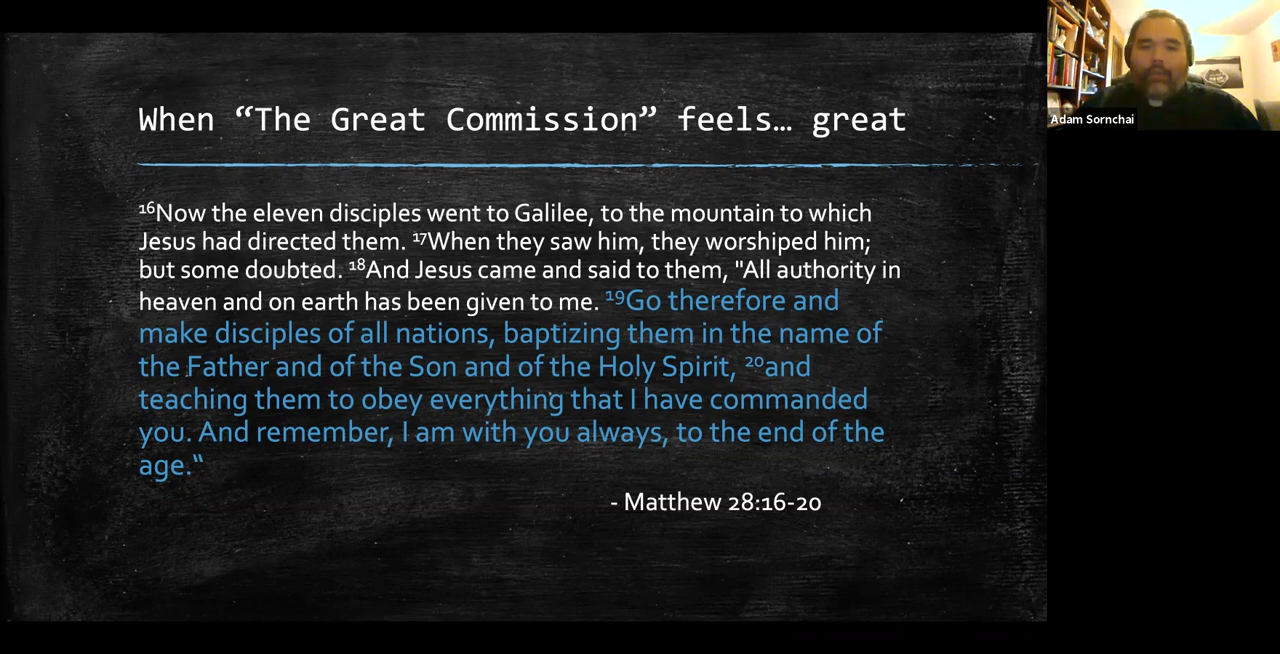 When “The Great Commission” feels… great
¹⁶Now the eleven disciples went to Galilee, to the mountain to which
Jesus had directed them. ¹⁷When they saw him, they worshiped him;
but some doubted. ¹⁸And Jesus came and said to them, "All authority in
heaven and on earth has been given to me. ¹⁹Go therefore and
make disciples of all nations, baptizing them in the name of
the Father and of the Son and of the Holy Spirit, ²⁰and
teaching them to obey everything that I have commanded
you. And remember, I am with you always, to the end of the
age.“
- Matthew 28:16-20
Adam Sornchai